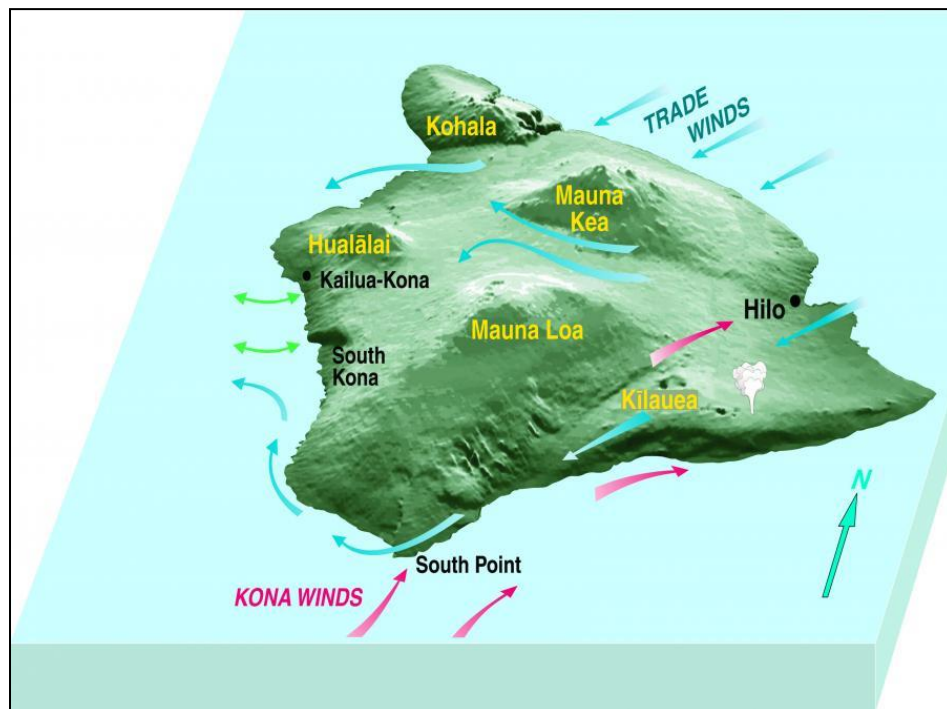 Kohala
TRADE
WINDS
Mauna
Kea
Hualālai
Kailua-Kona
Hilo
Mauna Loa
South
Kona
Kīlauea
N
South Point
KONA WINDS